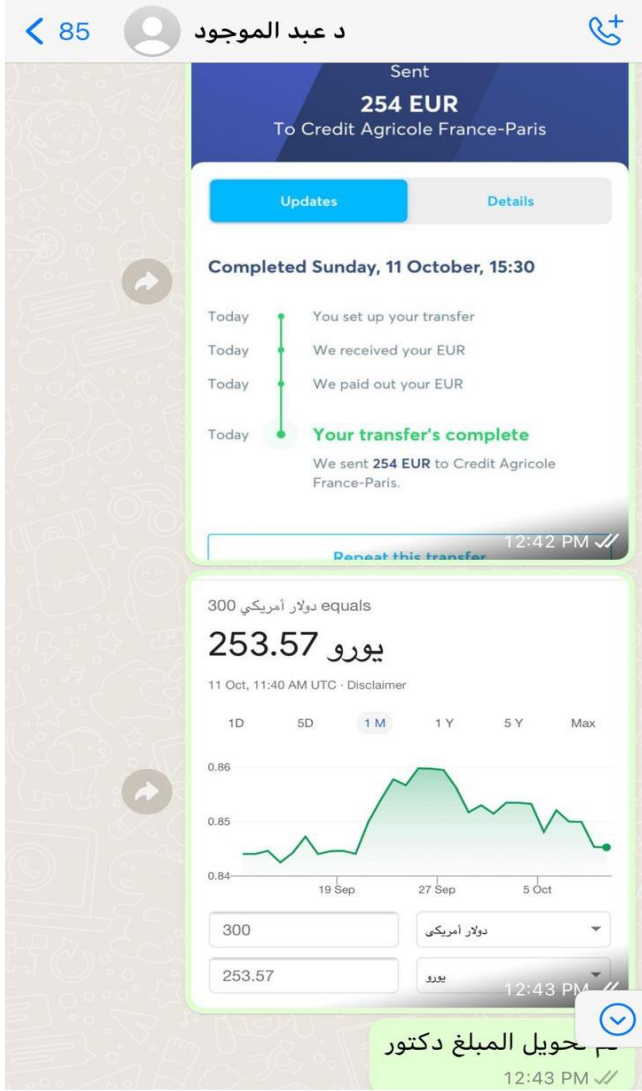 85
د عبد الموجود
Sent
254 EUR
To Credit Agricole France-Paris
Updates
Details
Completed Sunday, 11 October, 15:30
Today You set up your transfer
Today We received your EUR
Today We paid out your EUR
Today Your transfer's complete
We sent 254 EUR to Credit Agricole
France-Paris.
Repeat this transfer
12:42 PM
300 دولار أمريكي equals
253.57 يورو
11 Oct, 11:40 AM UTC · Disclaimer
1D 5D 1 M 1 Y 5 Y Max
0.86
0.85
0.84
19 Sep 27 Sep 5 Oct
300 دولار أمريكي
253.57 يورو
12:43 PM
تم تحويل المبلغ دكتور
12:43 PM